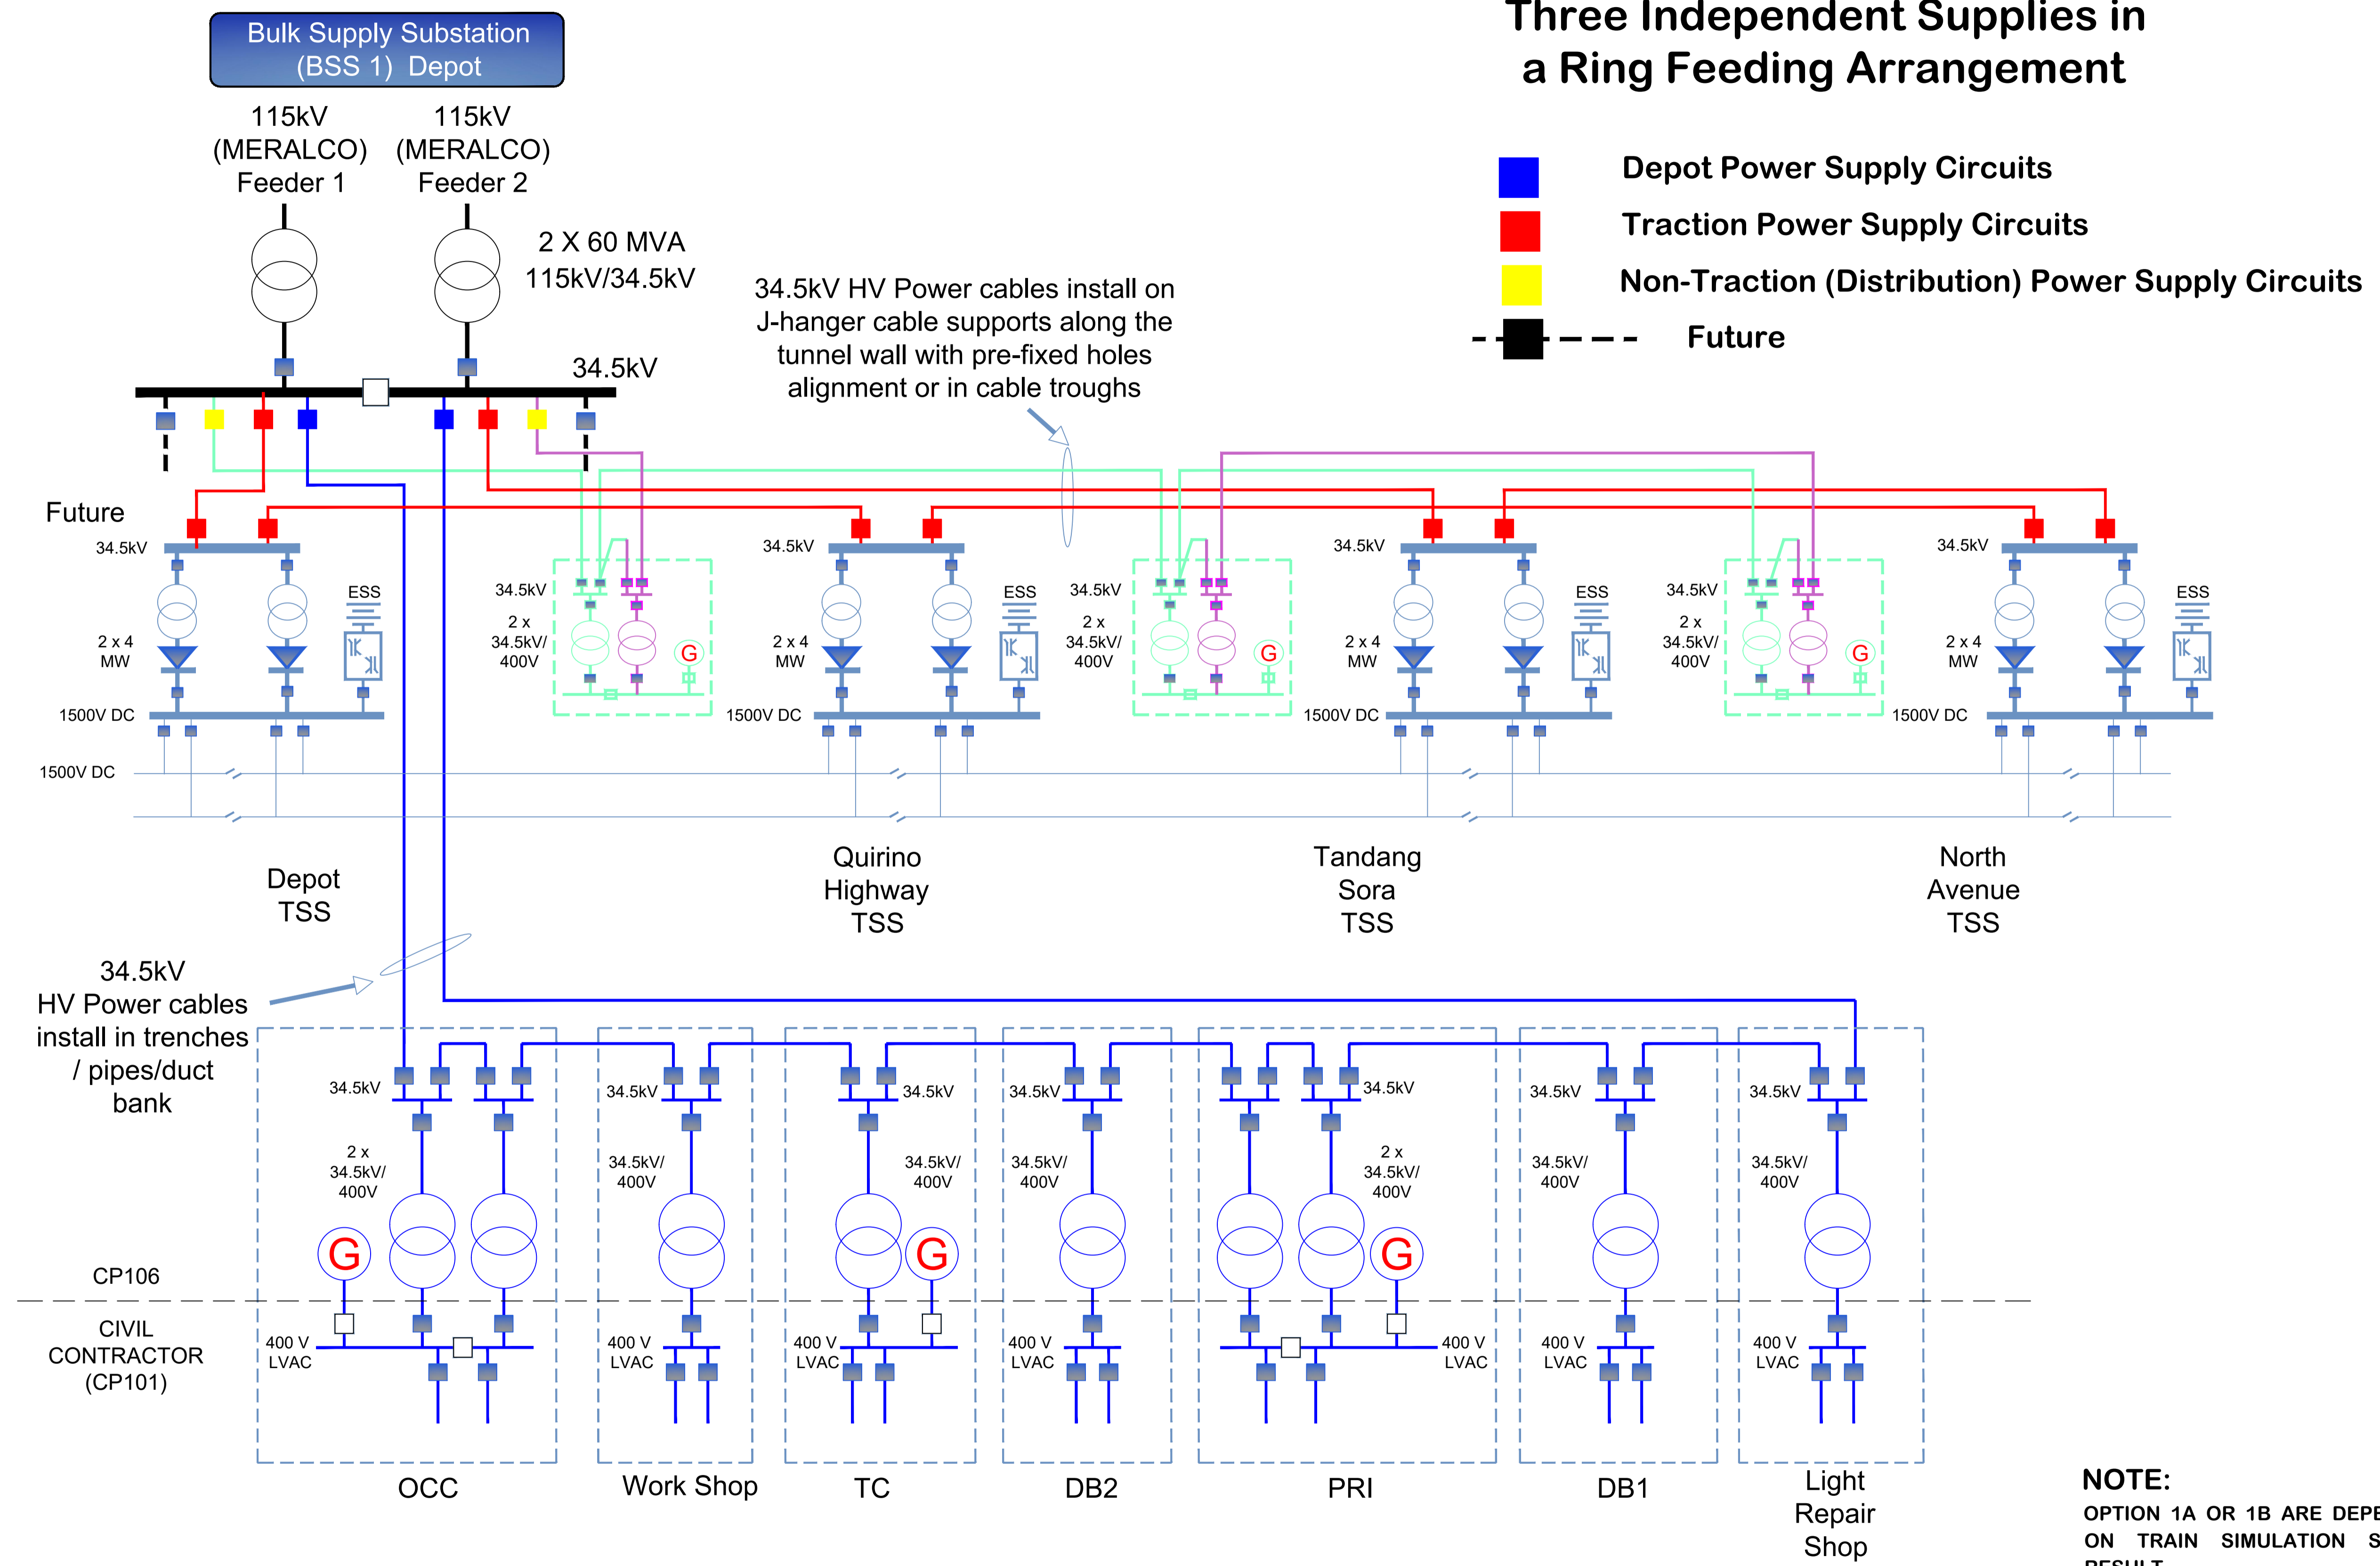 Three Independent Supplies in
a Ring Feeding Arrangement
Bulk Supply Substation
(BSS 1) Depot
115kV
(MERALCO)
Feeder 1
115kV
(MERALCO)
Feeder 2
2 X 60 MVA
115kV/34.5kV
34.5kV
Depot Power Supply Circuits
Traction Power Supply Circuits
Non-Traction (Distribution) Power Supply Circuits
Future
34.5kV HV Power cables install on
J-hanger cable supports along the
tunnel wall with pre-fixed holes
alignment or in cable troughs
Future
34.5kV
ESS
2 x 4
MW
1500V DC
1500V DC
34.5kV
2 x
34.5kV/
400V
G
34.5kV
ESS
2 x 4
MW
1500V DC
34.5kV
2 x
34.5kV/
400V
G
34.5kV
ESS
2 x 4
MW
1500V DC
34.5kV
2 x
34.5kV/
400V
G
34.5kV
ESS
2 x 4
MW
1500V DC
Depot
TSS
Quirino
Highway
TSS
Tandang
Sora
TSS
North
Avenue
TSS
34.5kV
HV Power cables
install in trenches
/ pipes/duct
bank
34.5kV
2 x
34.5kV/
400V
G
400 V
LVAC
34.5kV
34.5kV/
400V
400 V
LVAC
34.5kV
34.5kV/
400V
G
400 V
LVAC
34.5kV
34.5kV/
400V
400 V
LVAC
34.5kV
2 x
34.5kV/
400V
G
400 V
LVAC
34.5kV
34.5kV/
400V
400 V
LVAC
34.5kV
34.5kV/
400V
400 V
LVAC
CP106
CIVIL
CONTRACTOR
(CP101)
OCC
Work Shop
TC
DB2
PRI
DB1
Light
Repair
Shop
NOTE:
OPTION 1A OR 1B ARE
ON TRAIN SIMULATION
RESULT